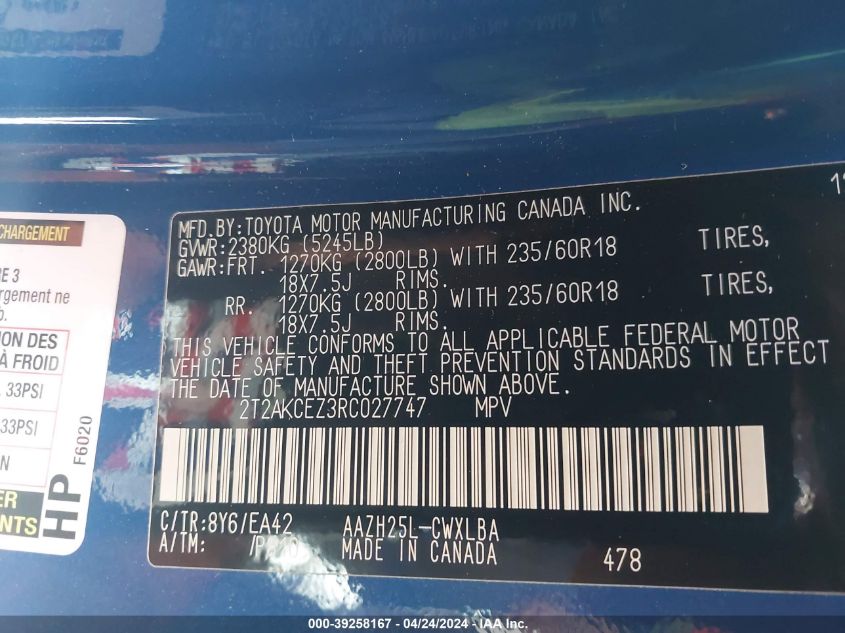 CHARGEMENT
RE 3
argement ne
b.
ION DES
À FROID
33PSI
33PSI
N
ER
ENTS
HP
F6020
MFD.BY:TOYOTA MOTOR MANUFACTURING CANADA INC.
GVWR:2380KG (5245LB)
GAWR:FRT. 1270KG (2800LB) WITH 235/60R18 TIRES,
18X7.5J RIMS.
RR. 1270KG (2800LB) WITH 235/60R18 TIRES,
18X7.5J RIMS.
THIS VEHICLE CONFORMS TO ALL APPLICABLE FEDERAL MOTOR
VEHICLE SAFETY AND THEFT PREVENTION STANDARDS IN EFFECT
THE DATE OF MANUFACTURE SHOWN ABOVE.
2T2AKCEZ3RC027747 MPV
C/TR:8Y6/EA42 AAZH25L-CWXLBA
A/TM: MADE IN CANADA
478
000-39258167 - 04/24/2024 - IAA Inc.